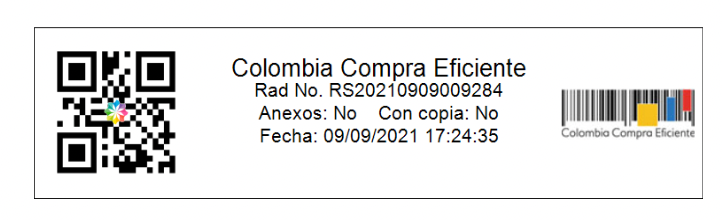 Colombia Compra Eficiente
Rad No. RS20210909009284
Anexos: No Con copia: No
Fecha: 09/09/2021 17:24:35
Colombia Compra Eficiente